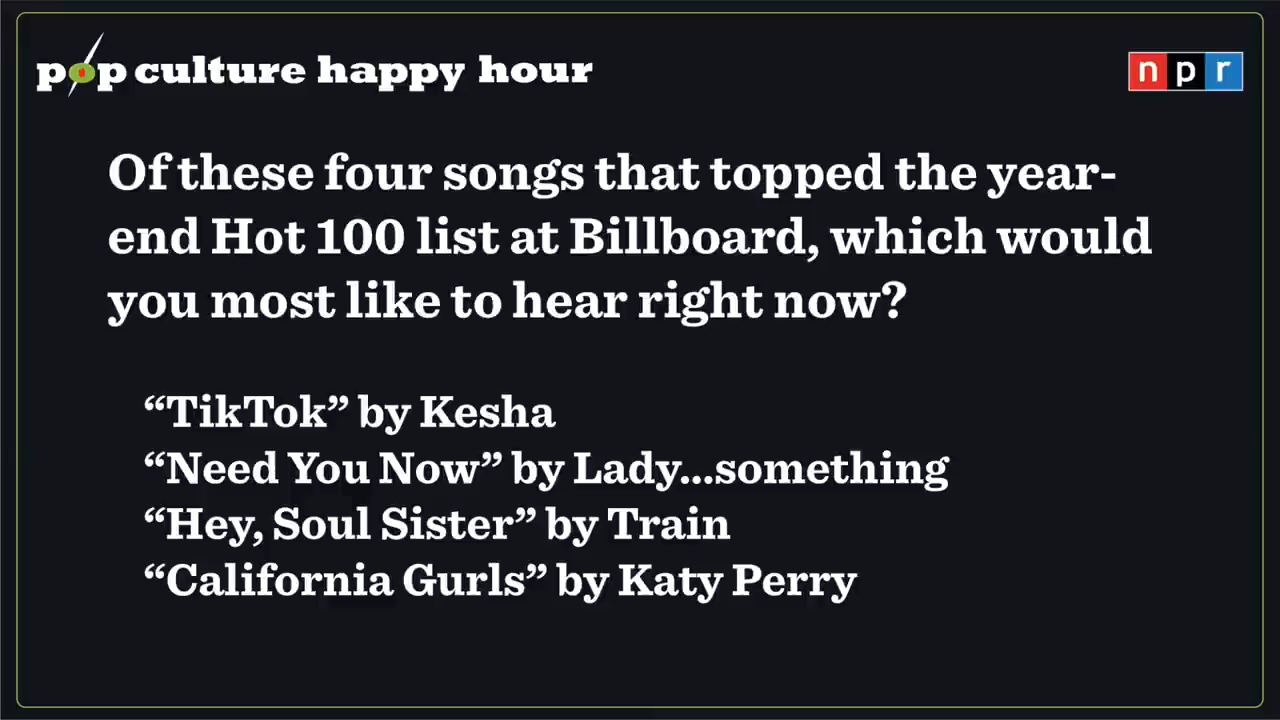 pop culture happy hour
npr
Of these four songs that topped the year-
end Hot 100 list at Billboard, which would
you most like to hear right now?
“TikTok” by Kesha
“Need You Now” by Lady...something
“Hey, Soul Sister” by Train
“California Gurls” by Katy Perry